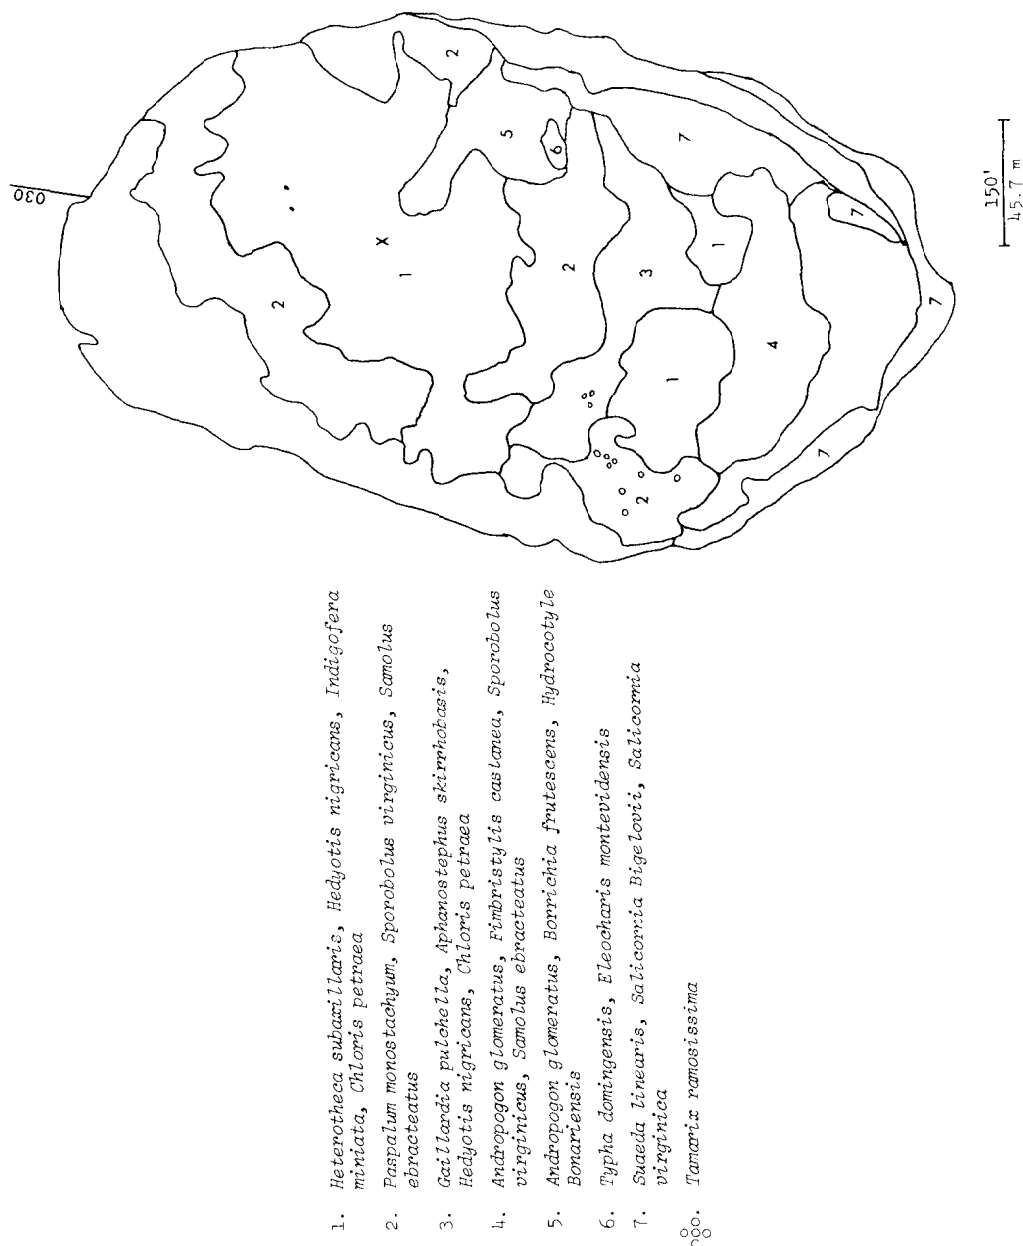 030
2
5
6
7
X
1
2
2
3
1
7
1
4
7
2
7
150'
45.7 m
1. Heterotheca subaxillaris, Hedyotis nigricans, Indigofera
miniata, Chloris petraea
2. Paspalum monostachyum, Sporobolus virginicus, Samolus
ebracteatus
3. Gaillardia pulchella, Aphanostephus skirrhobasis,
Hedyotis nigricans, Chloris petraea
4. Andropogon glomeratus, Fimbristylis castanea, Sporobolus
virginicus, Samolus ebracteatus
5. Andropogon glomeratus, Borrichia frutescens, Hydrocotyle
Bonariensis
6. Typha domingensis, Eleocharis montevidensis
7. Suaeda linearis, Salicornia Bigelovii, Salicornia
virginica
Tamarix ramosissima